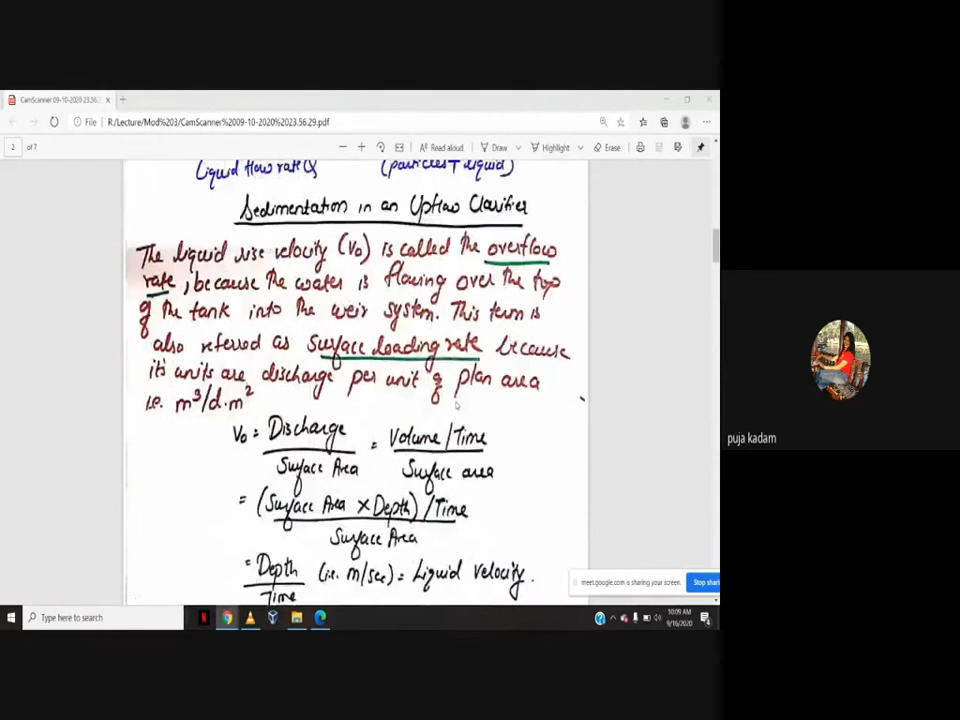 CamScanner 09-10-2020 23.56.2
File
R:/Lecture/Mod%203/CamScanner%2009-10-2020%2023.56.29.pdf
2 of 7
Read aloud
Draw
Highlight
Erase
Liquid flow rate Q
(particles + liquid)
Sedimentation in an Upflow Clarifier
The liquid rise velocity (Vo) is called the overflow
rate, because the water is flowing over the top
of the tank into the weir system. This term is
also referred as surface loading rate because
it's units are discharge per unit of plan area
i.e. m³/d.m²
Vo = Discharge / Surface Area = Volume/Time / Surface area
= (Surface Area × Depth)/Time / Surface Area
= Depth / Time (i.e. m/sec) = Liquid velocity.
puja kadam
meet.google.com is sharing your screen.
Stop shari
Type here to search
10:09 AM
9/16/2020